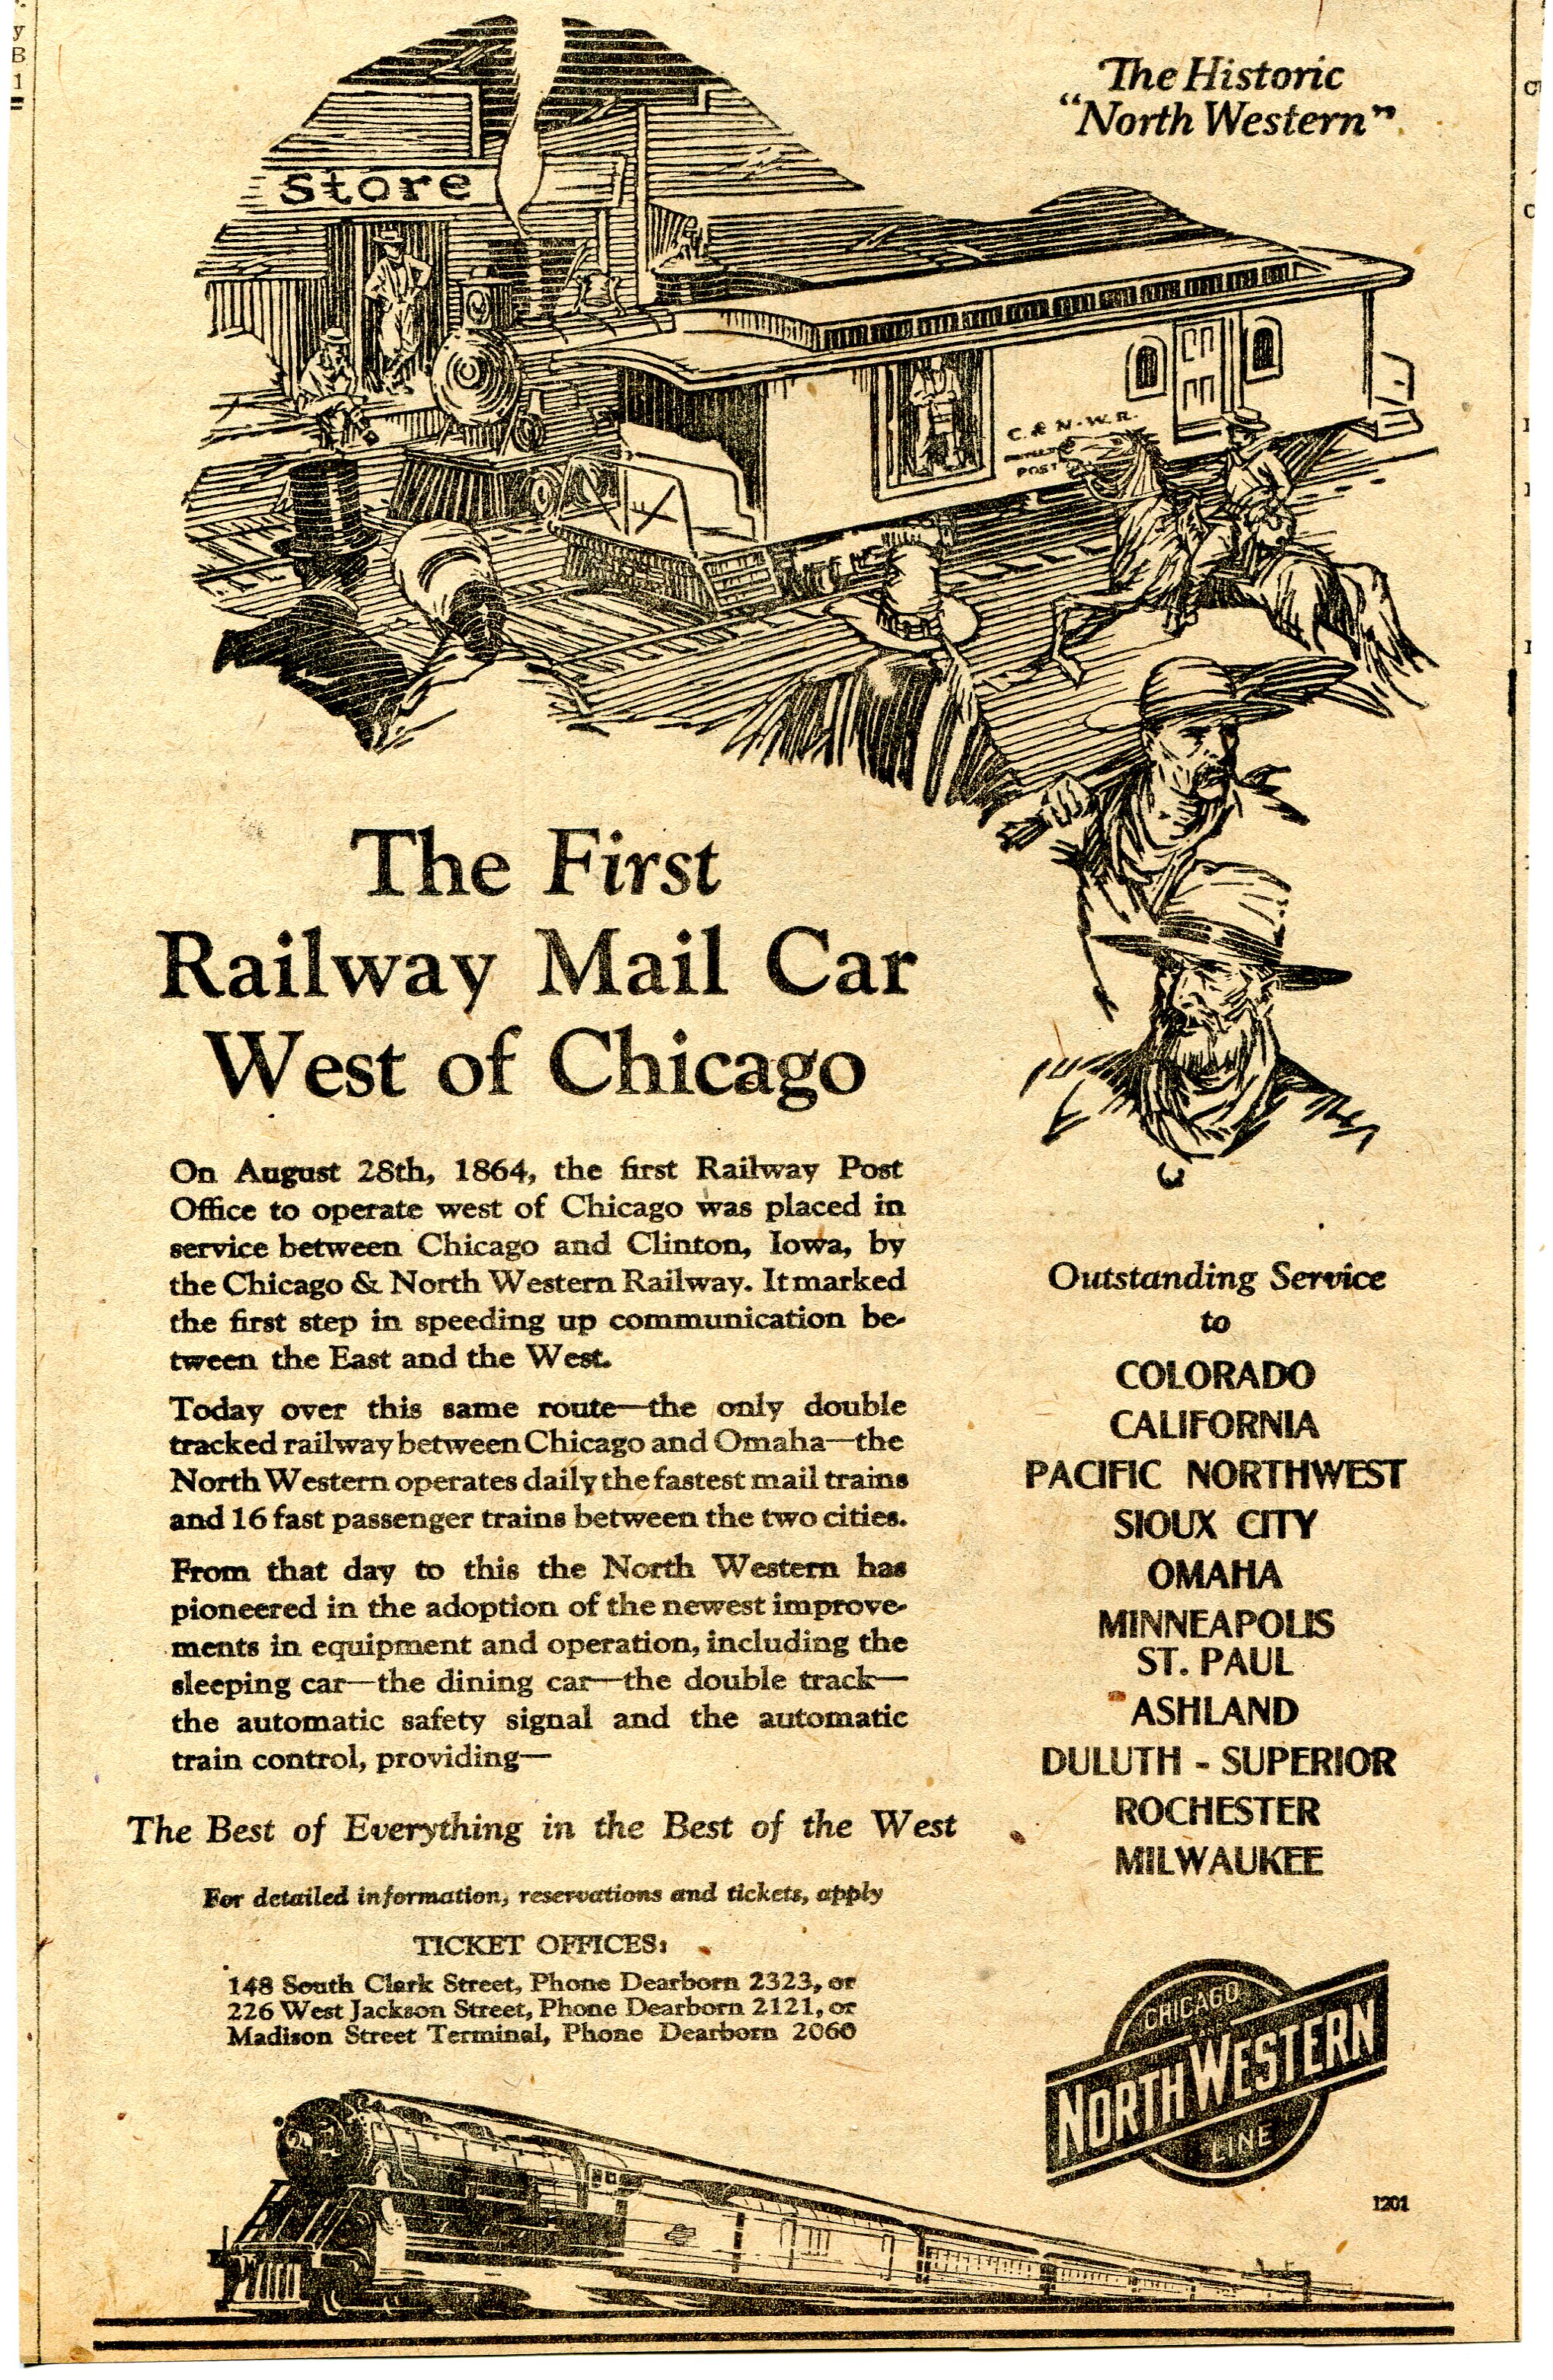 The Historic
"North Western"
Store
C. & N. W. R.
POST
The First
Railway Mail Car
West of Chicago
On August 28th, 1864, the first Railway Post
Office to operate west of Chicago was placed in
service between Chicago and Clinton, Iowa, by
the Chicago & North Western Railway. It marked
the first step in speeding up communication be-
tween the East and the West.
Today over this same route—the only double
tracked railway between Chicago and Omaha—the
North Western operates daily the fastest mail trains
and 16 fast passenger trains between the two cities.
From that day to this the North Western has
pioneered in the adoption of the newest improve-
ments in equipment and operation, including the
sleeping car—the dining car—the double track—
the automatic safety signal and the automatic
train control, providing—
The Best of Everything in the Best of the West
For detailed information, reservations and tickets, apply
TICKET OFFICES:
148 South Clark Street, Phone Dearborn 2323, or
226 West Jackson Street, Phone Dearborn 2121, or
Madison Street Terminal, Phone Dearborn 2060
Outstanding Service
to
COLORADO
CALIFORNIA
PACIFIC NORTHWEST
SIOUX CITY
OMAHA
MINNEAPOLIS
ST. PAUL
ASHLAND
DULUTH - SUPERIOR
ROCHESTER
MILWAUKEE
CHICAGO
NORTH WESTERN
LINE
1201